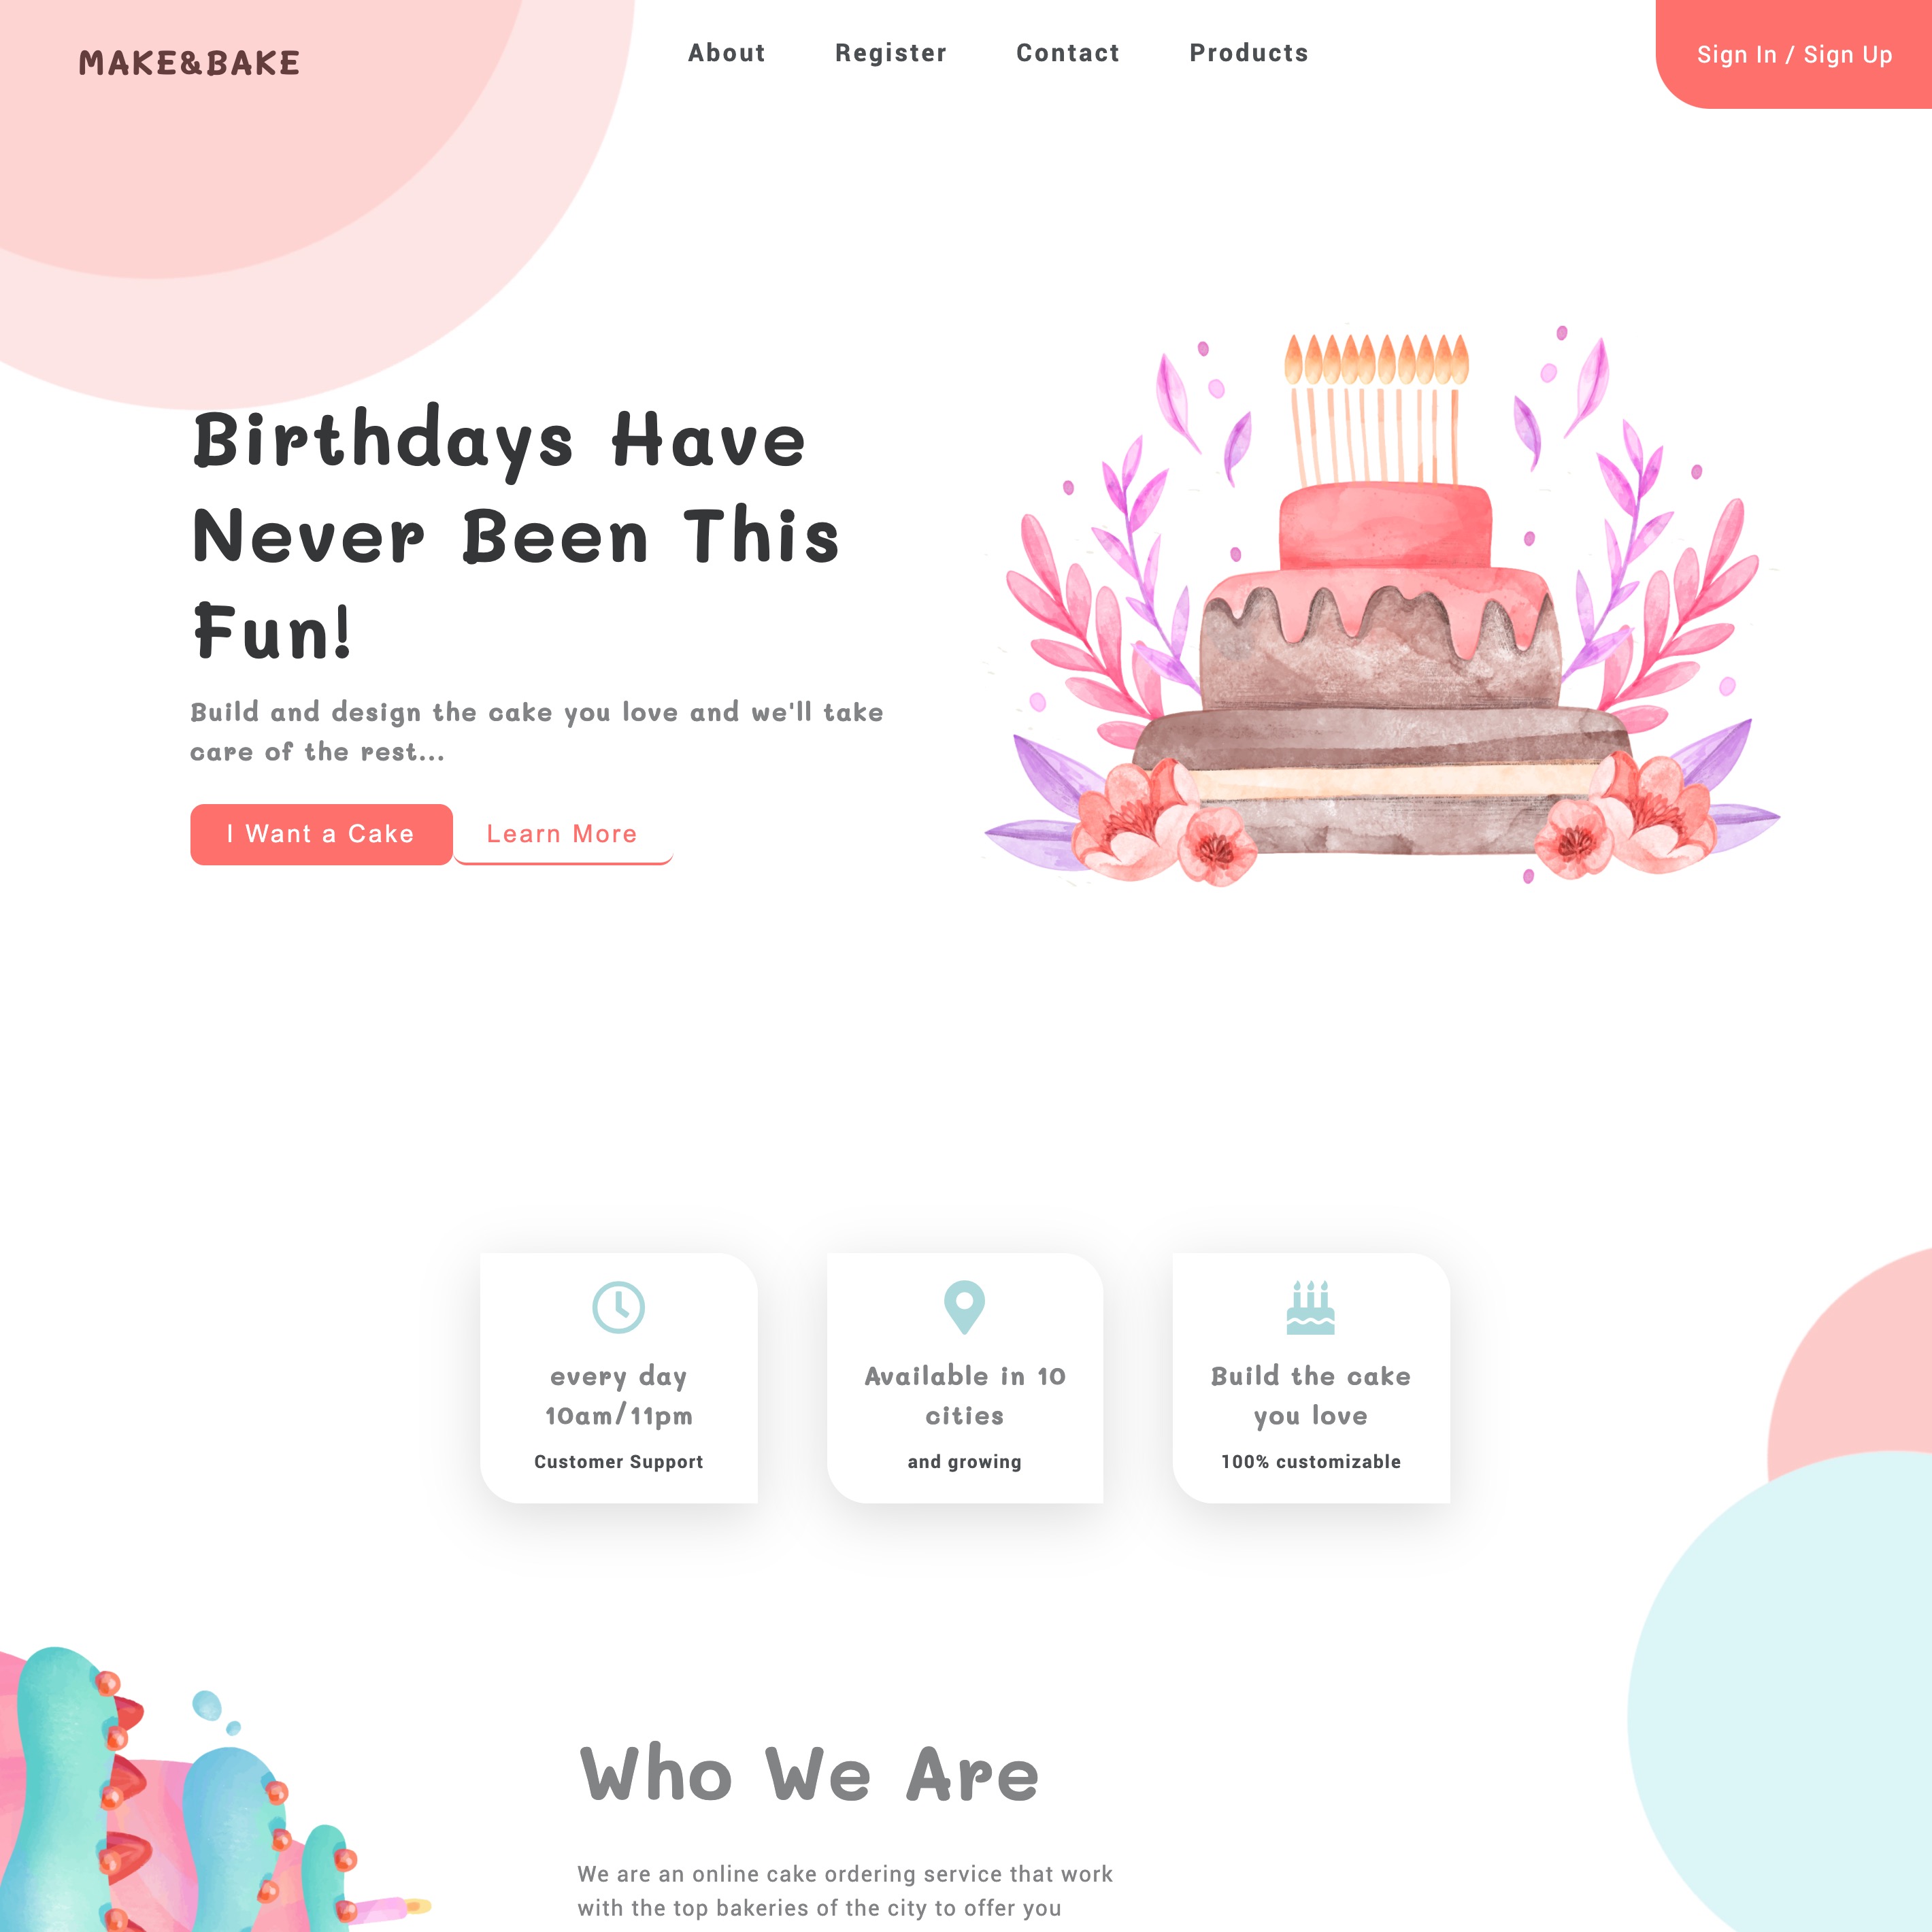 MAKE&BAKE
About Register Contact Products
Sign In / Sign Up
Birthdays Have
Never Been This
Fun!
Build and design the cake you love and we'll take
care of the rest...
I Want a Cake
Learn More
every day
10am/11pm
Customer Support
Available in 10
cities
and growing
Build the cake
you love
100% customizable
Who We Are
We are an online cake ordering service that work
with the top bakeries of the city to offer you